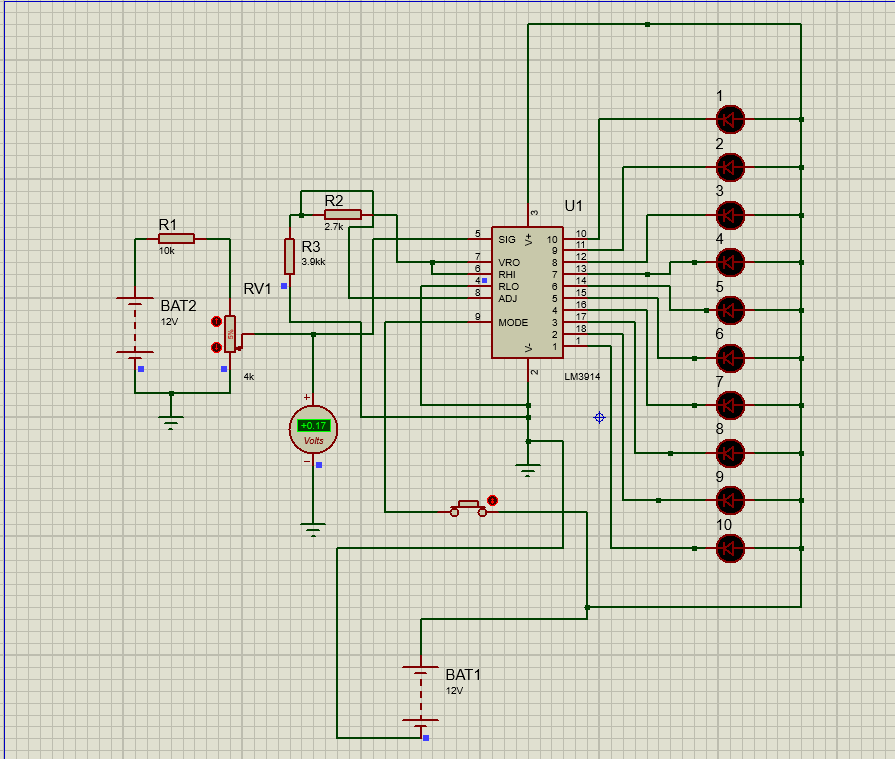 1
2
3
4
5
6
7
8
9
10
R1
10k
BAT2
12V
RV1
5%
4k
R2
2.7k
R3
3.9kk
+0.17
Volts
+
−
U1
LM3914
3
V+
5 SIG
7 VRO
6 RHI
4 RLO
8 ADJ
9 MODE
V-
2
10 10
9 11
8 12
7 13
6 14
5 15
4 16
3 17
2 18
1 1
BAT1
12V